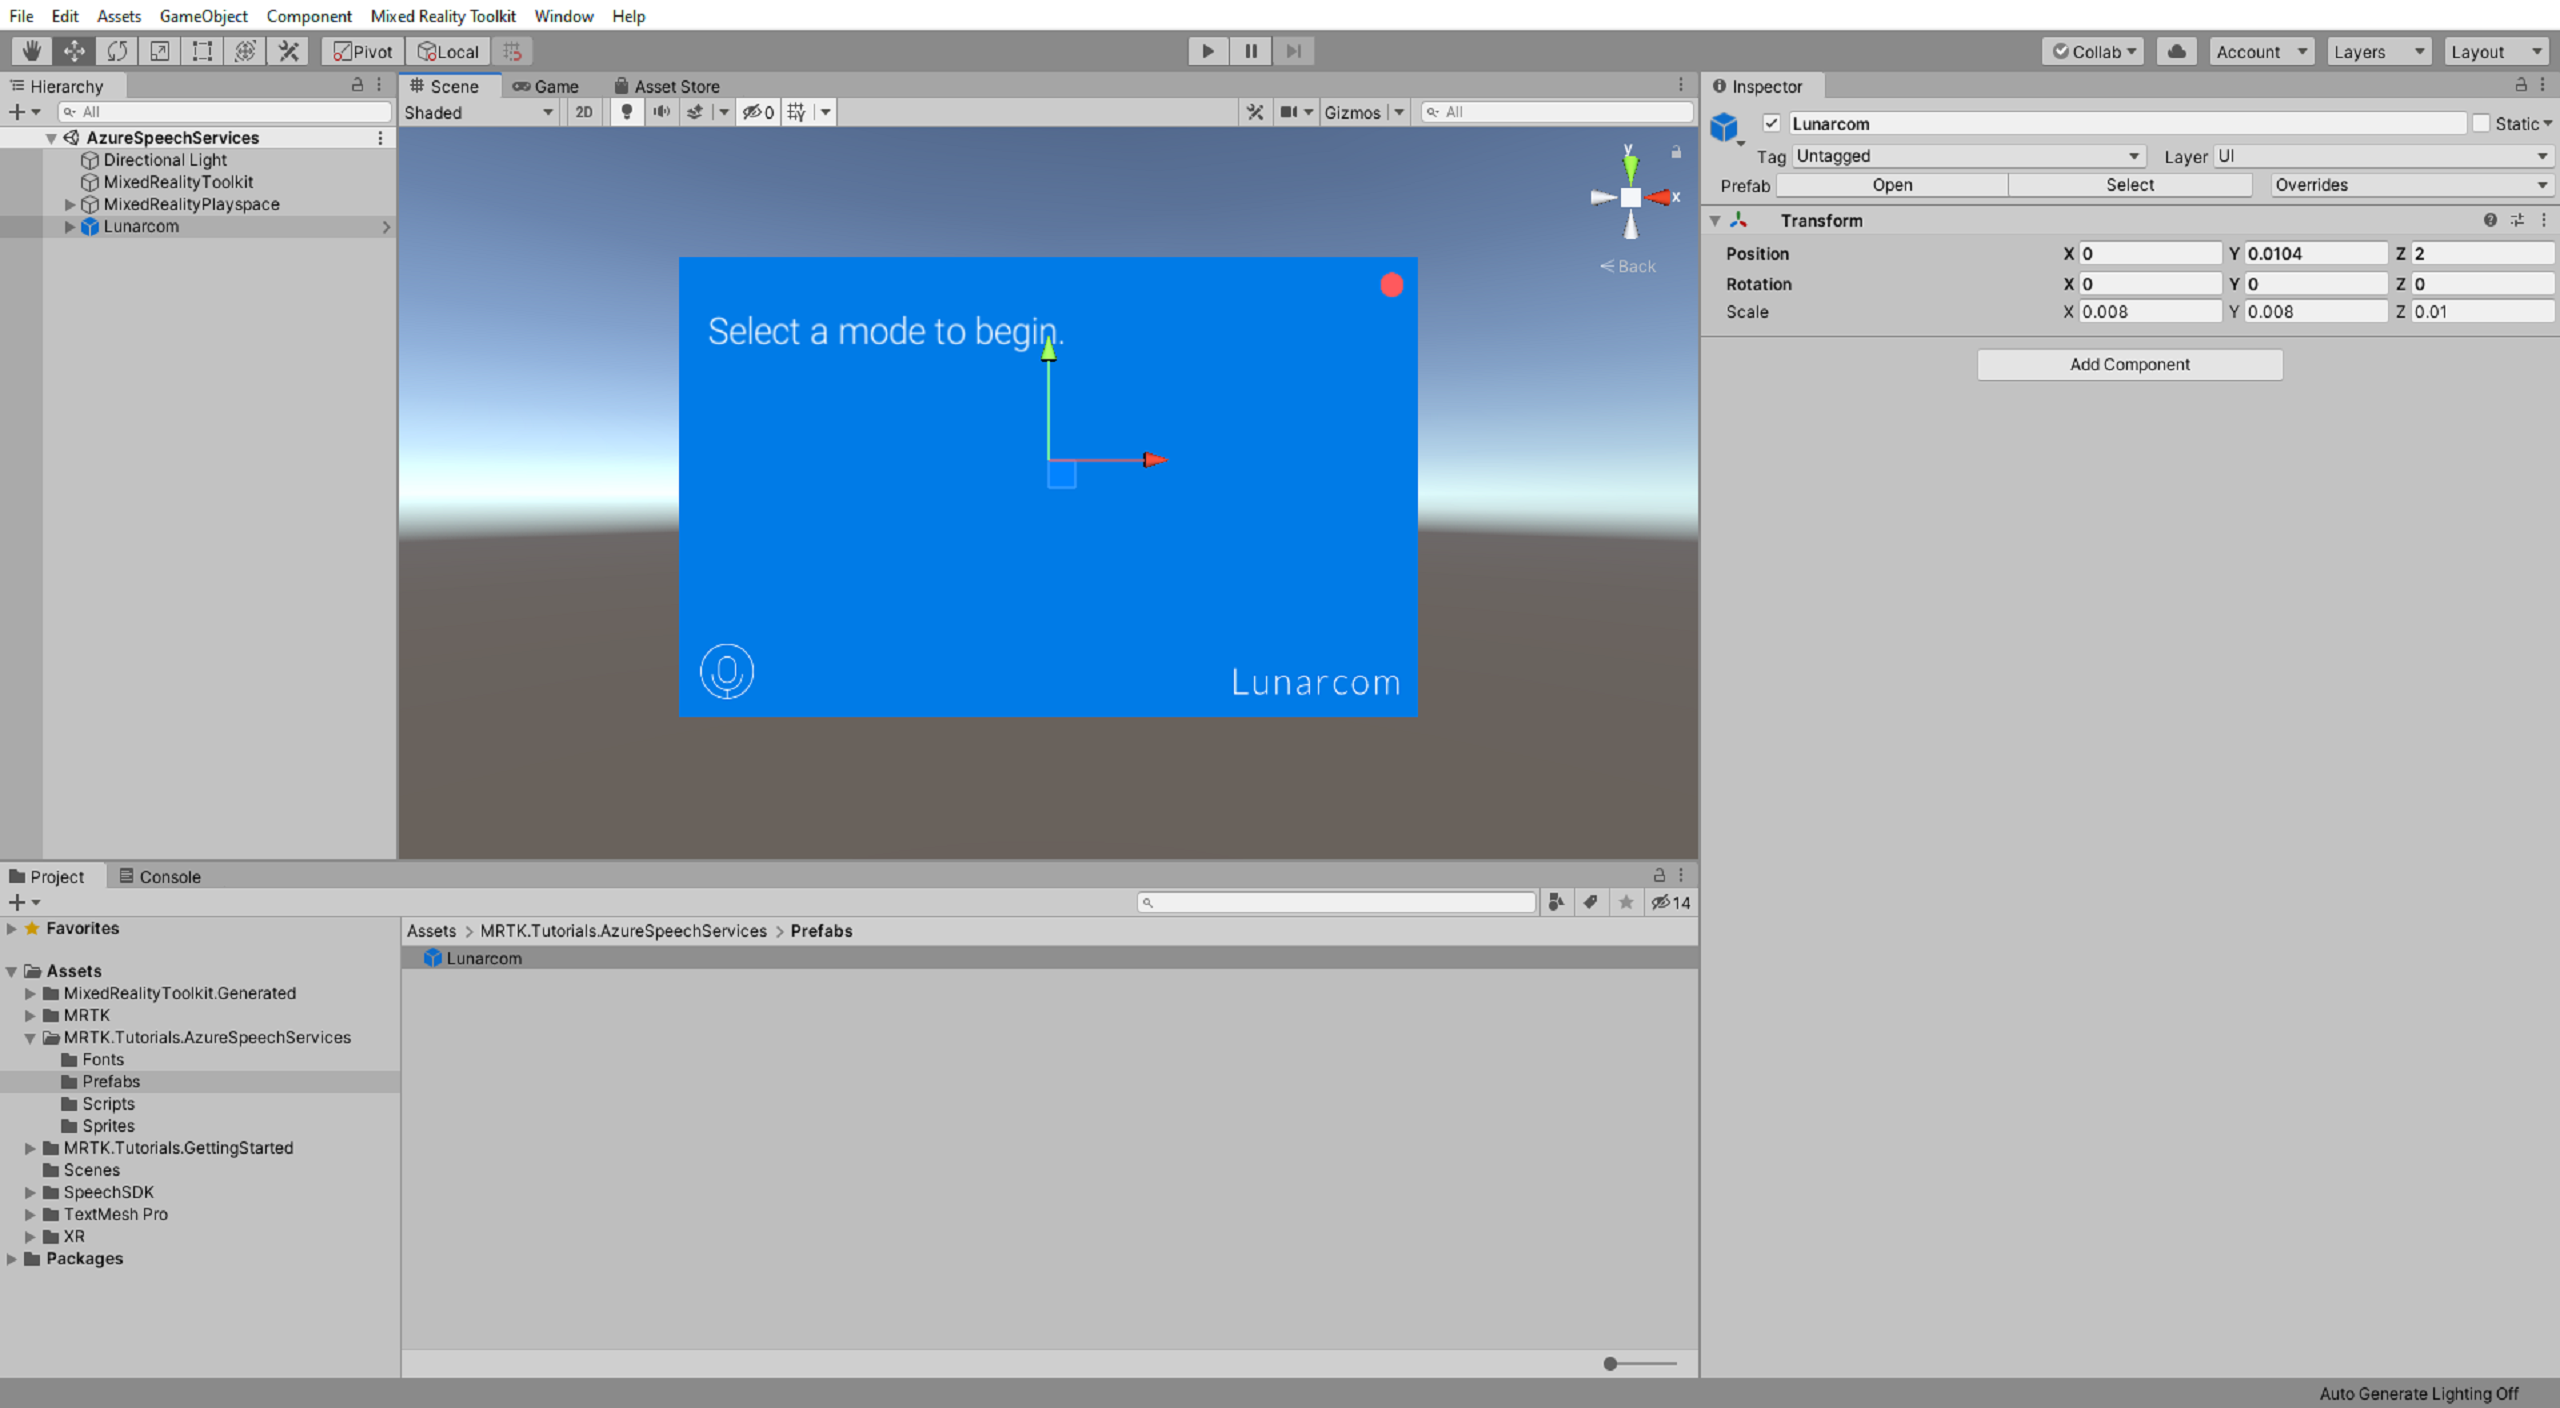 File Edit Assets GameObject Component Mixed Reality Toolkit Window Help
Pivot Local Collab Account Layers Layout
Hierarchy
All
AzureSpeechServices
Directional Light
MixedRealityToolkit
MixedRealityPlayspace
Lunarcom
Scene Game Asset Store
Shaded 2D 0 Gizmos All
y
x
Back
Select a mode to begin.
Lunarcom
Inspector
Lunarcom Static
Tag Untagged Layer UI
Prefab Open Select Overrides
Transform
Position X 0 Y 0.0104 Z 2
Rotation X 0 Y 0 Z 0
Scale X 0.008 Y 0.008 Z 0.01
Add Component
Project Console
14
Favorites
Assets
MixedRealityToolkit.Generated
MRTK
MRTK.Tutorials.AzureSpeechServices
Fonts
Prefabs
Scripts
Sprites
MRTK.Tutorials.GettingStarted
Scenes
SpeechSDK
TextMesh Pro
XR
Packages
Assets > MRTK.Tutorials.AzureSpeechServices > Prefabs
Lunarcom
Auto Generate Lighting Off